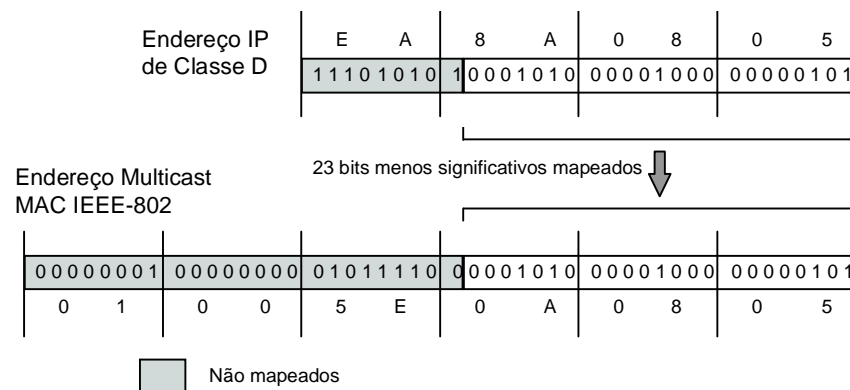 Endereço IP
de Classe D
E A 8 A 0 8 0 5
11101010 10001010 00001000 00000101
23 bits menos significativos mapeados
Endereço Multicast
MAC IEEE-802
00000001 00000000 01011110 00001010 00001000 00000101
0 1 0 0 5 E 0 A 0 8 0 5
Não mapeados